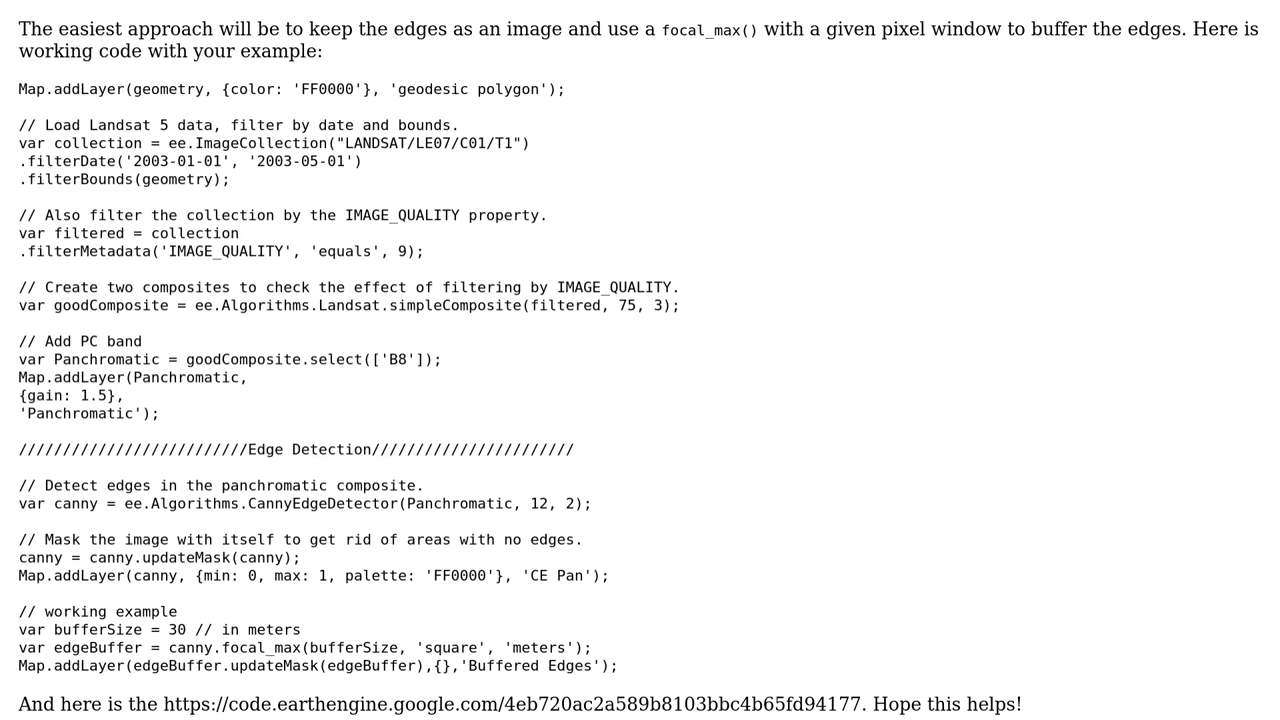 The easiest approach will be to keep the edges as an image and use a focal_max() with a given pixel window to buffer the edges. Here is
working code with your example:
Map.addLayer(geometry, {color: 'FF0000'}, 'geodesic polygon');
// Load Landsat 5 data, filter by date and bounds.
var collection = ee.ImageCollection("LANDSAT/LE07/C01/T1")
.filterDate('2003-01-01', '2003-05-01')
.filterBounds(geometry);
// Also filter the collection by the IMAGE_QUALITY property.
var filtered = collection
.filterMetadata('IMAGE_QUALITY', 'equals', 9);
// Create two composites to check the effect of filtering by IMAGE_QUALITY.
var goodComposite = ee.Algorithms.Landsat.simpleComposite(filtered, 75, 3);
// Add PC band
var Panchromatic = goodComposite.select(['B8']);
Map.addLayer(Panchromatic,
{gain: 1.5},
'Panchromatic');
//////////////////////////Edge Detection///////////////////////
// Detect edges in the panchromatic composite.
var canny = ee.Algorithms.CannyEdgeDetector(Panchromatic, 12, 2);
// Mask the image with itself to get rid of areas with no edges.
canny = canny.updateMask(canny);
Map.addLayer(canny, {min: 0, max: 1, palette: 'FF0000'}, 'CE Pan');
// working example
var bufferSize = 30 // in meters
var edgeBuffer = canny.focal_max(bufferSize, 'square', 'meters');
Map.addLayer(edgeBuffer.updateMask(edgeBuffer),{},'Buffered Edges');
And here is the https://code.earthengine.google.com/4eb720ac2a589b8103bbc4b65fd94177. Hope this helps!